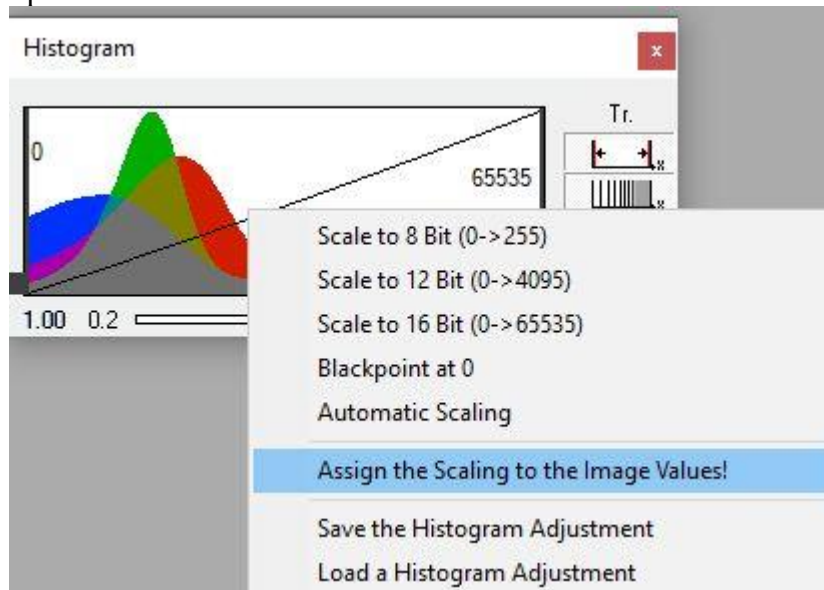 Histogram
x
Tr.
0
65535
1.00 0.2
Scale to 8 Bit (0->255)
Scale to 12 Bit (0->4095)
Scale to 16 Bit (0->65535)
Blackpoint at 0
Automatic Scaling
Assign the Scaling to the Image Values!
Save the Histogram Adjustment
Load a Histogram Adjustment